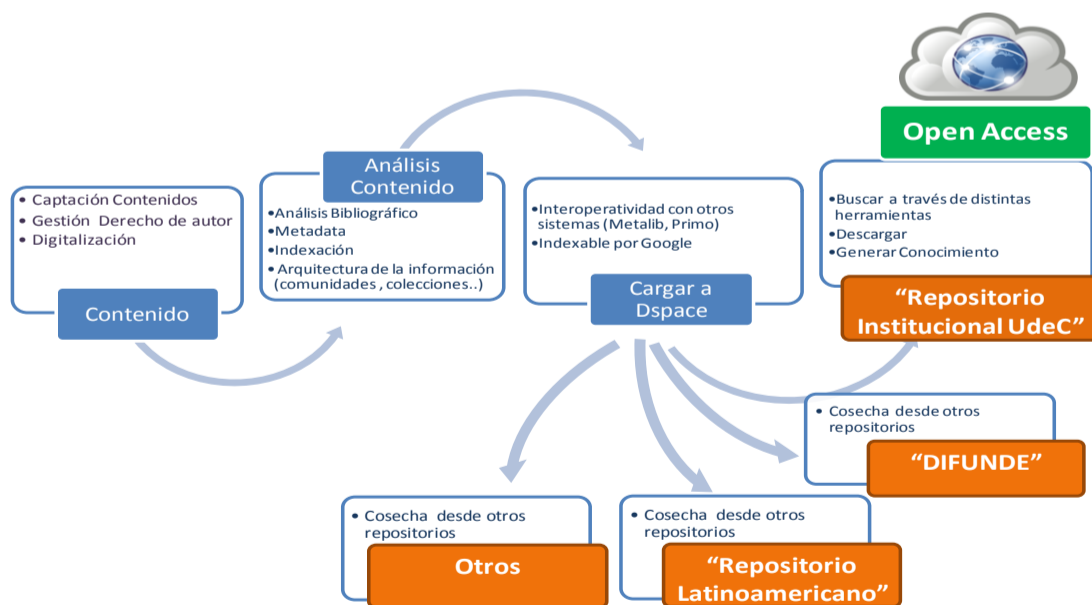 • Captación Contenidos
• Gestión Derecho de autor
• Digitalización
Contenido
Análisis
Contenido
•Análisis Bibliográfico
•Metadata
•Indexación
•Arquitectura de la información
(comunidades , colecciones..)
•Interoperatividad con otros
sistemas (Metalib, Primo)
•Indexable por Google
Cargar a
Dspace
Open Access
•Buscar a través de distintas
herramientas
•Descargar
•Generar Conocimiento
“Repositorio
Institucional UdeC”
• Cosecha desde otros
repositorios
“DIFUNDE”
• Cosecha desde otros
repositorios
“Repositorio
Latinoamericano”
• Cosecha desde otros
repositorios
Otros